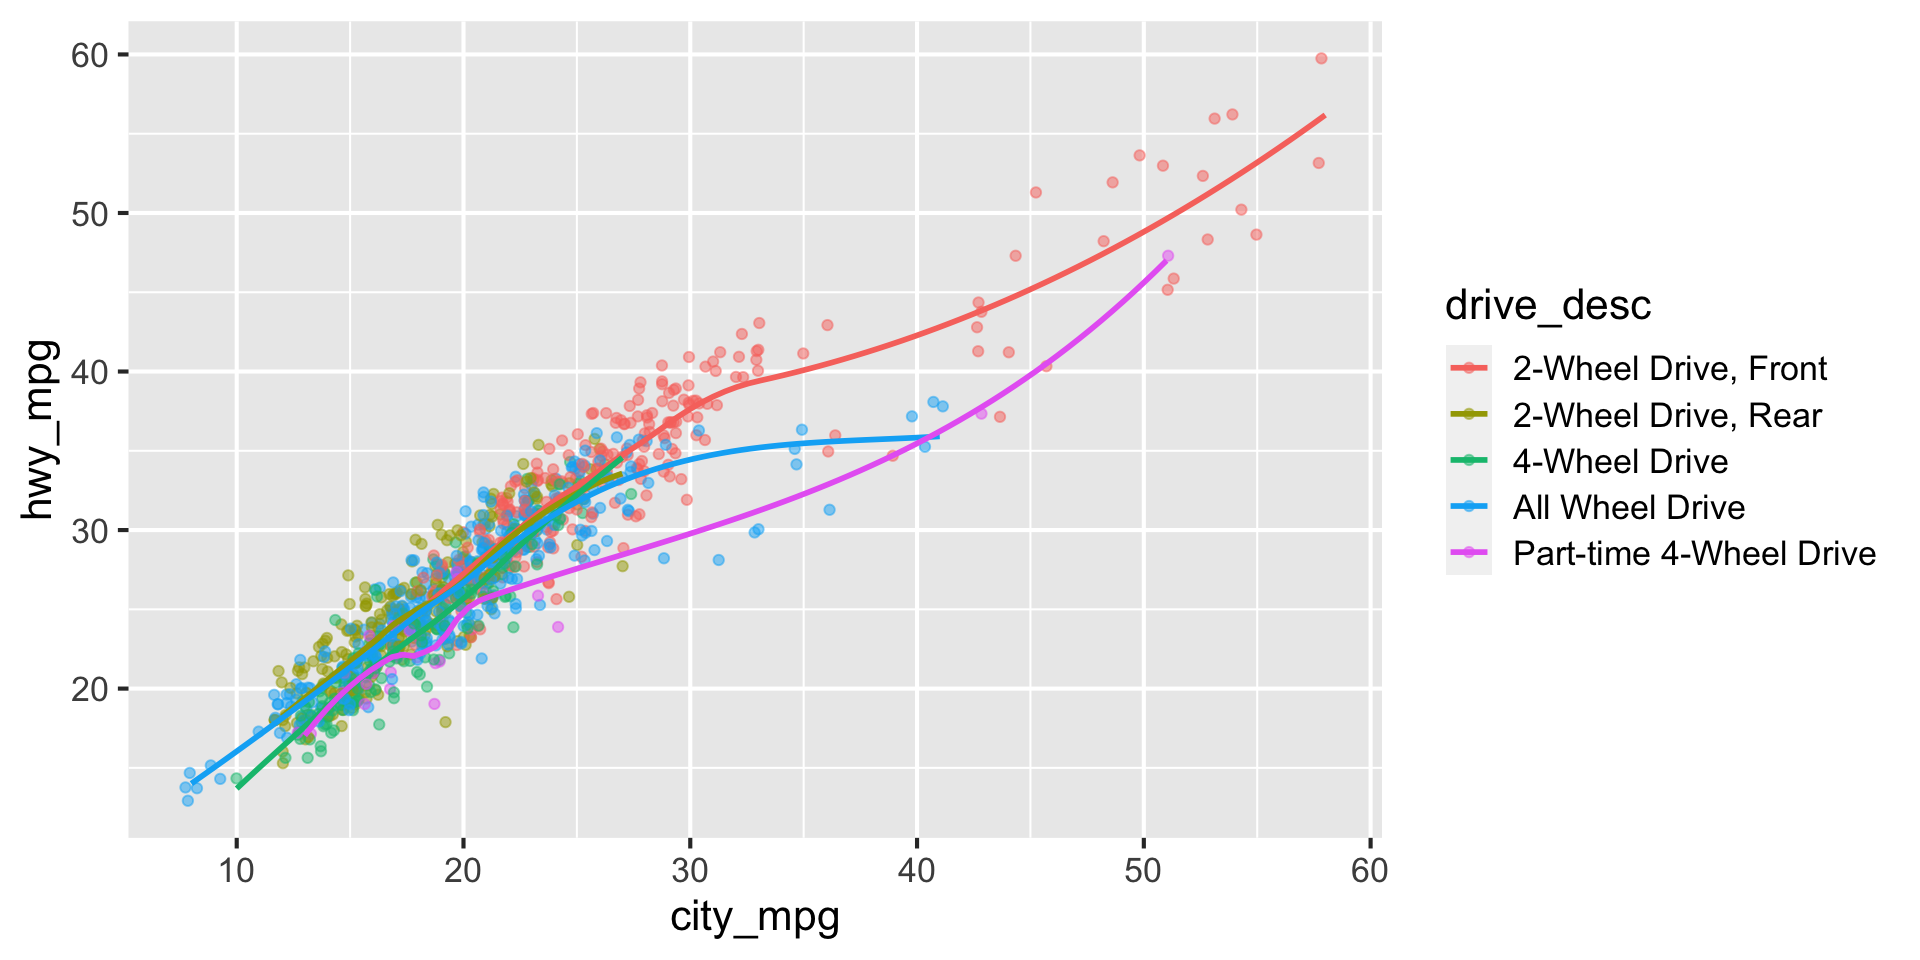 60
50
40
30
20
hwy_mpg
10 20 30 40 50 60
city_mpg
drive_desc
2-Wheel Drive, Front
2-Wheel Drive, Rear
4-Wheel Drive
All Wheel Drive
Part-time 4-Wheel Drive